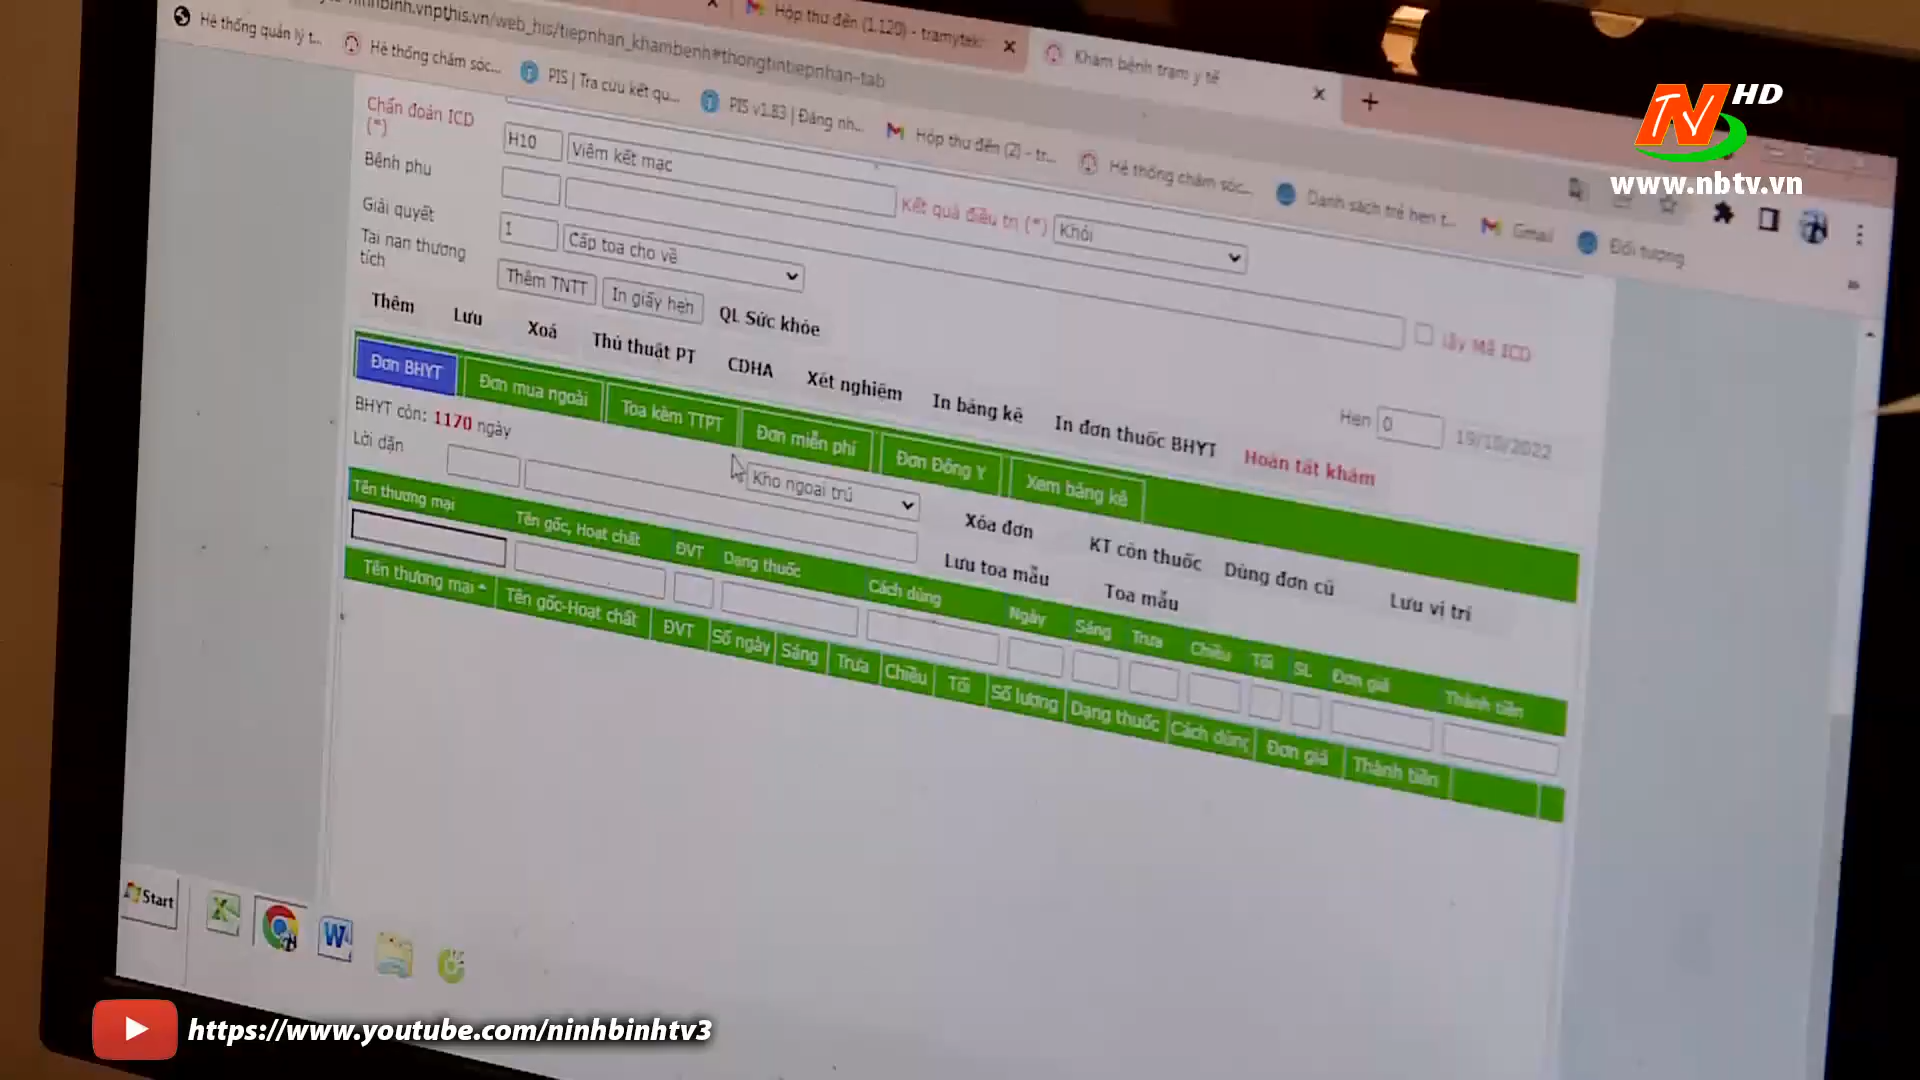 Hộp thư đến (1.120) - tramytek
Khám bệnh trạm y tế
ninhbinh.vnpthis.vn/web_his/tiepnhan_khambenh#thongtintiepnhan-tab
Hệ thống quản lý t...
Hệ thống chăm sóc...
PIS | Tra cứu kết qu...
PIS v1.83 | Đăng nh...
Hộp thư đến (2) - tr...
Hệ thống chăm sóc...
Danh sách trẻ hẹn t...
Gmail
Đối tượng
Chẩn đoán ICD
(*)
H10
Viêm kết mạc
Kết quả điều trị (*)
Khỏi
Bệnh phụ
Giải quyết
1
Cấp toa cho về
Tai nạn thương
tích
Thêm TNTT
In giấy hẹn
QL Sức khỏe
Lấy Mã ICD
Thêm
Lưu
Xoá
Thủ thuật PT
CDHA
Xét nghiệm
In bảng kê
In đơn thuốc BHYT
Hoàn tất khám
Hẹn
0
19/10/2022
Đơn BHYT
Đơn mua ngoài
Toa kèm TTPT
Đơn miễn phí
Đơn Đông Y
Xem bảng kê
BHYT còn: 1170 ngày
Kho ngoại trú
Lời dặn
Xóa đơn
KT còn thuốc
Dùng đơn cũ
Lưu vị trí
Lưu toa mẫu
Toa mẫu
Tên thương mại
Tên gốc, Hoạt chất
ĐVT
Dạng thuốc
Cách dùng
Ngày
Sáng
Trưa
Chiều
Tối
SL
Đơn giá
Thành tiền
Tên thương mại
Tên gốc-Hoạt chất
ĐVT
Số ngày
Sáng
Trưa
Chiều
Tối
Số lượng
Dạng thuốc
Cách dùng
Đơn giá
Thành tiền
Start
NTV HD
www.nbtv.vn
https://www.youtube.com/ninhbinhtv3